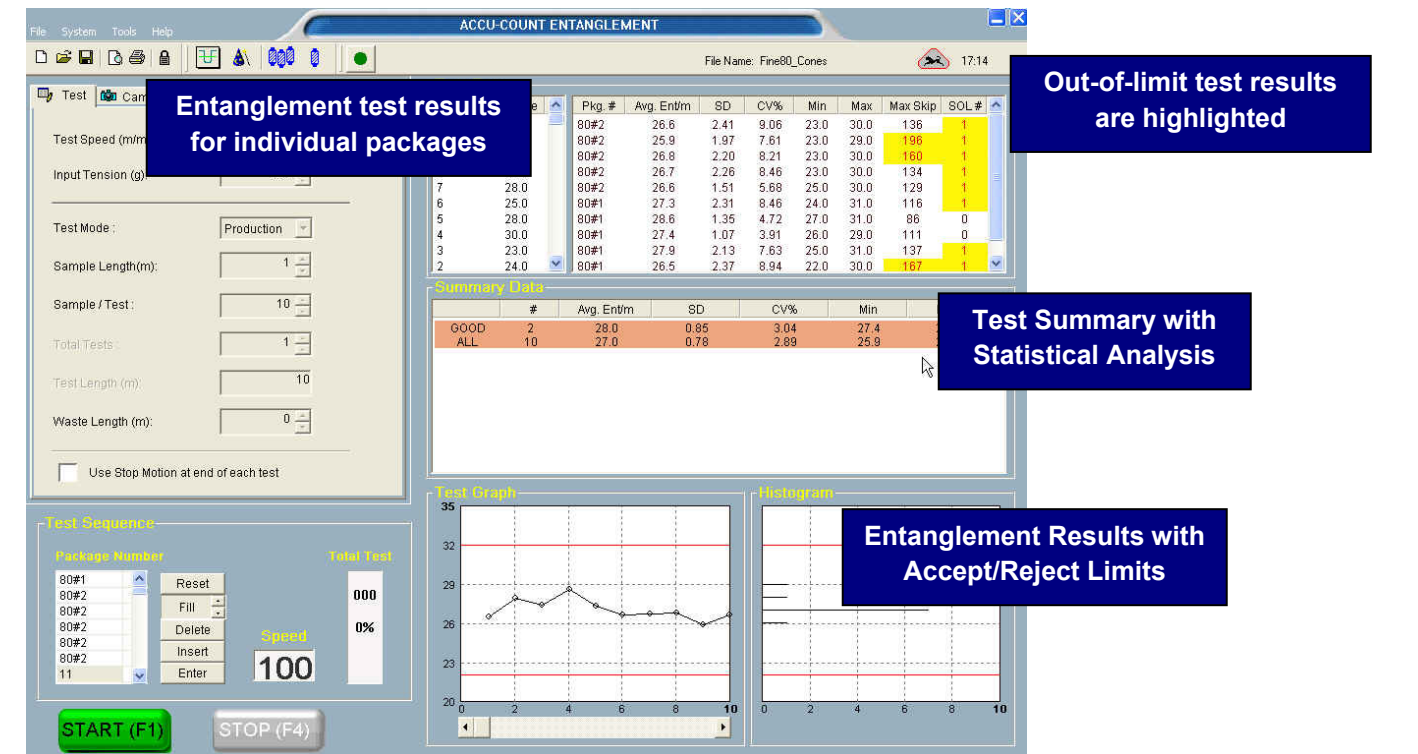 ACCU-COUNT ENTANGLEMENT
File System Tools Help
File Name: Fine80_Cones 17:14
Out-of-limit test results
are highlighted
Entanglement test results
for individual packages
Test Cam
Test Speed (m/m
Input Tension (g):
Test Mode : Production
Sample Length(m): 1
Sample / Test : 10
Total Tests : 1
Test Length (m): 10
Waste Length (m): 0
Use Stop Motion at end of each test
e
7 28.0
6 25.0
5 28.0
4 30.0
3 23.0
2 24.0
Pkg. # Avg. Ent/m SD CV% Min Max Max Skip SOL #
80#2 26.6 2.41 9.06 23.0 30.0 136 1
80#2 25.9 1.97 7.61 23.0 29.0 196 1
80#2 26.8 2.20 8.21 23.0 30.0 160 1
80#2 26.7 2.26 8.46 23.0 30.0 134 1
80#2 26.6 1.51 5.68 25.0 30.0 129 1
80#1 27.3 2.31 8.46 24.0 31.0 116 1
80#1 28.6 1.35 4.72 27.0 31.0 86 0
80#1 27.4 1.07 3.91 26.0 29.0 111 0
80#1 27.9 2.13 7.63 25.0 31.0 137 1
80#1 26.5 2.37 8.94 22.0 30.0 167 1
Summary Data
# Avg. Ent/m SD CV% Min
GOOD 2 28.0 0.85 3.04 27.4
ALL 10 27.0 0.78 2.89 25.9
Test Summary with
Statistical Analysis
Test Sequence
Package Number Total Test
80#1
80#2
80#2
80#2
80#2
80#2
11
Reset
Fill
Delete
Insert
Enter
Speed
100
000
0%
START (F1) STOP (F4)
Test Graph
35
32
29
26
23
20
0 2 4 6 8 10
Histogram
0 2 4 6 8 10
Entanglement Results with
Accept/Reject Limits